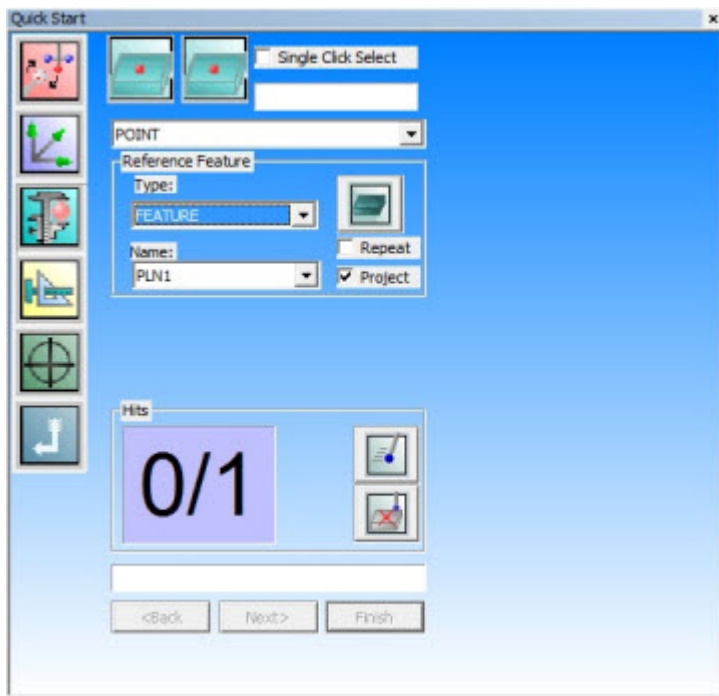 Quick Start
Single Click Select
POINT
Reference Feature
Type:
FEATURE
Name:
Repeat
PLN1
Project
Hits
0/1
<Back
Next>
Finish